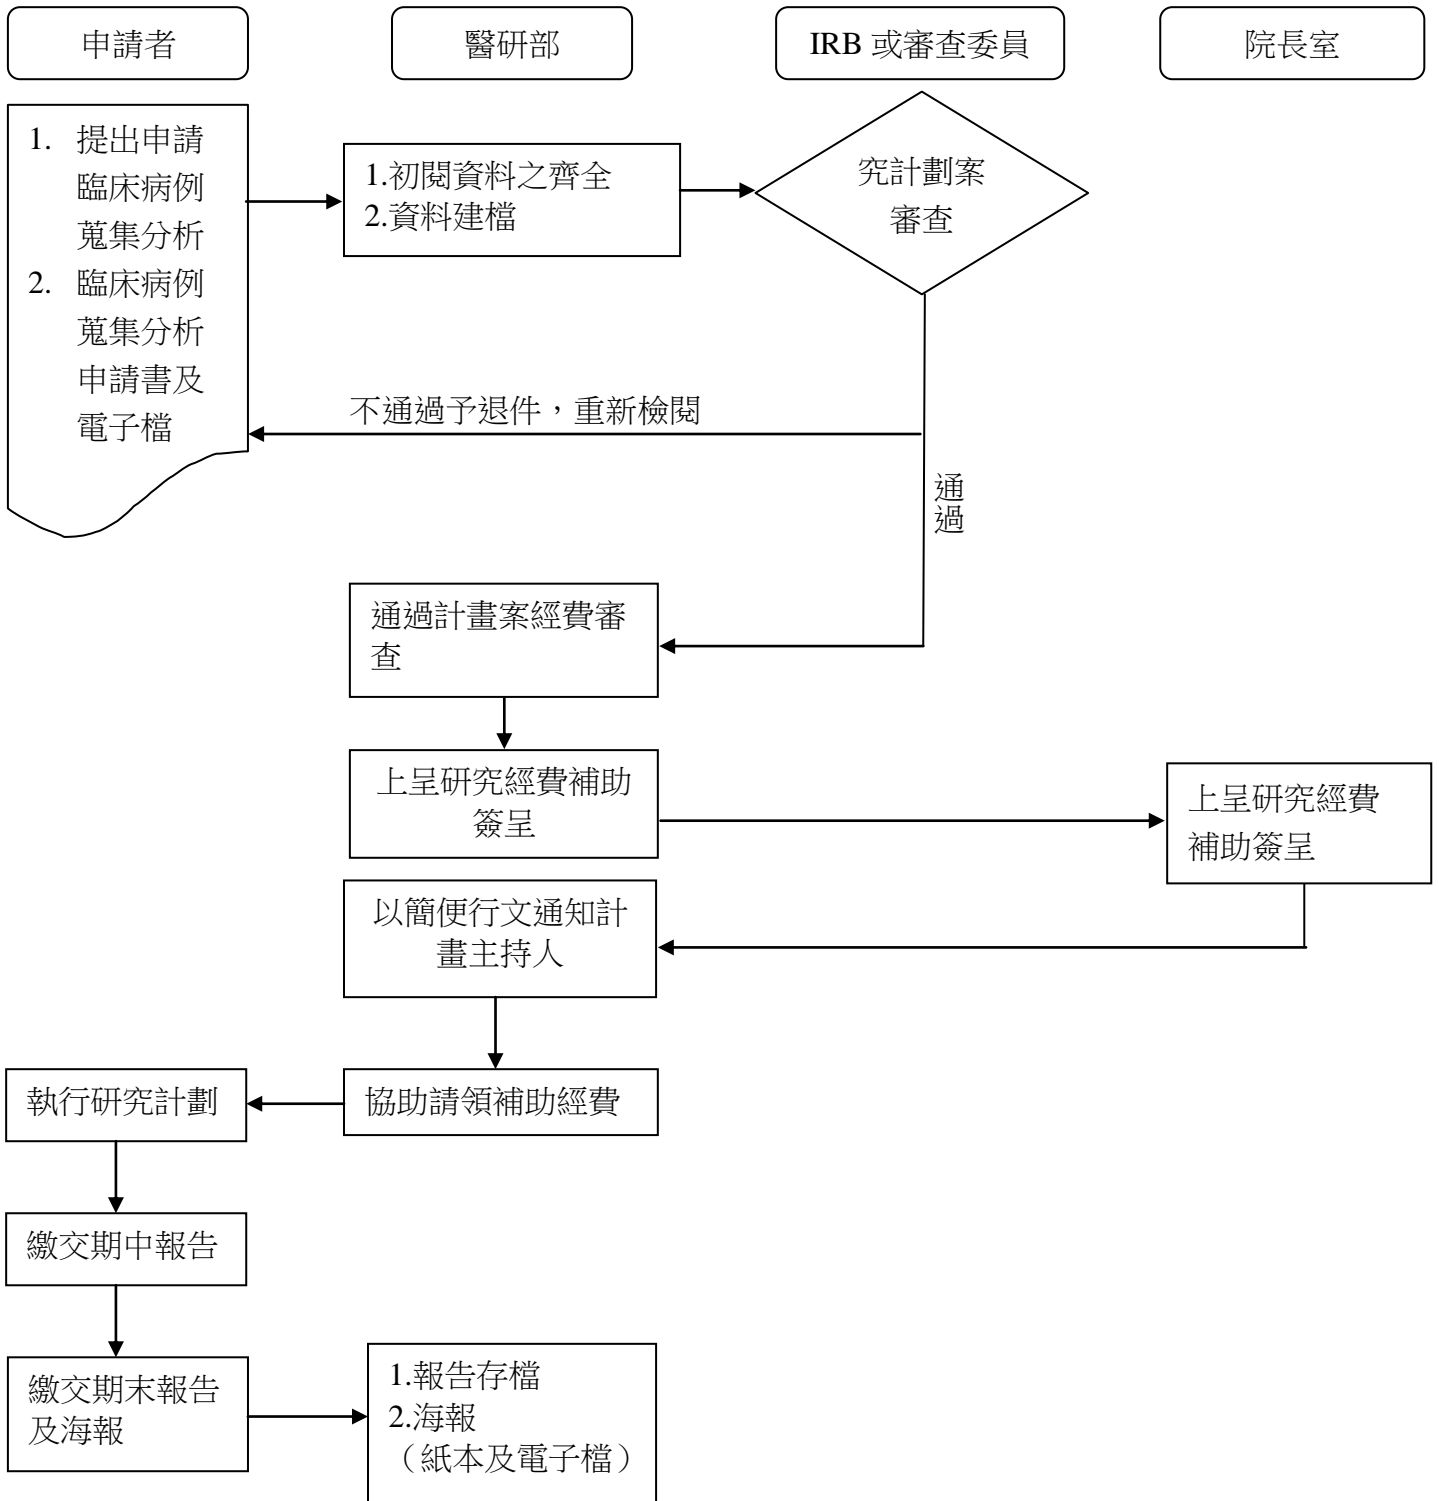 申請者
醫研部
IRB 或審查委員
院長室
1. 提出申請
臨床病例
蒐集分析
2. 臨床病例
蒐集分析
申請書及
電子檔
1.初閱資料之齊全
2.資料建檔
究計劃案
審查
不通過予退件，重新檢閱
通過
通過計畫案經費審
查
上呈研究經費補助
簽呈
上呈研究經費
補助簽呈
以簡便行文通知計
畫主持人
協助請領補助經費
執行研究計劃
繳交期中報告
繳交期末報告
及海報
1.報告存檔
2.海報
（紙本及電子檔）